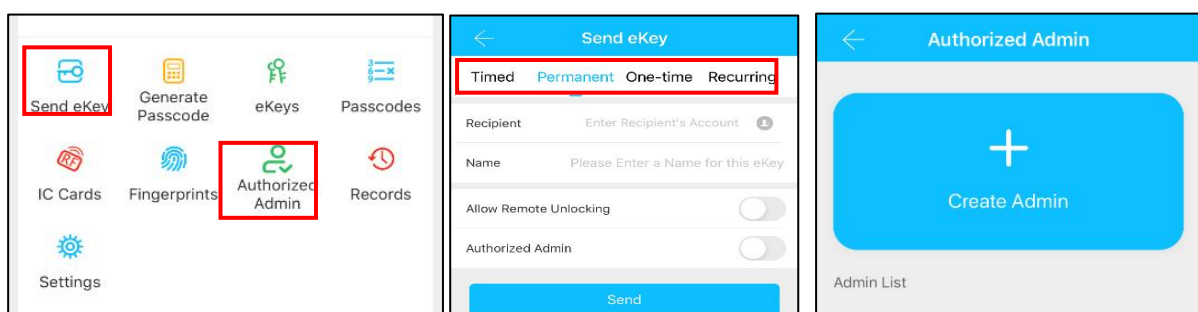 Send eKey
Generate
Passcode
eKeys
Passcodes
IC Cards
Fingerprints
Authorized
Admin
Records
Settings
Send eKey
Timed Permanent One-time Recurring
Recipient Enter Recipient's Account
Name Please Enter a Name for this eKey
Allow Remote Unlocking
Authorized Admin
Send
Authorized Admin
Create Admin
Admin List